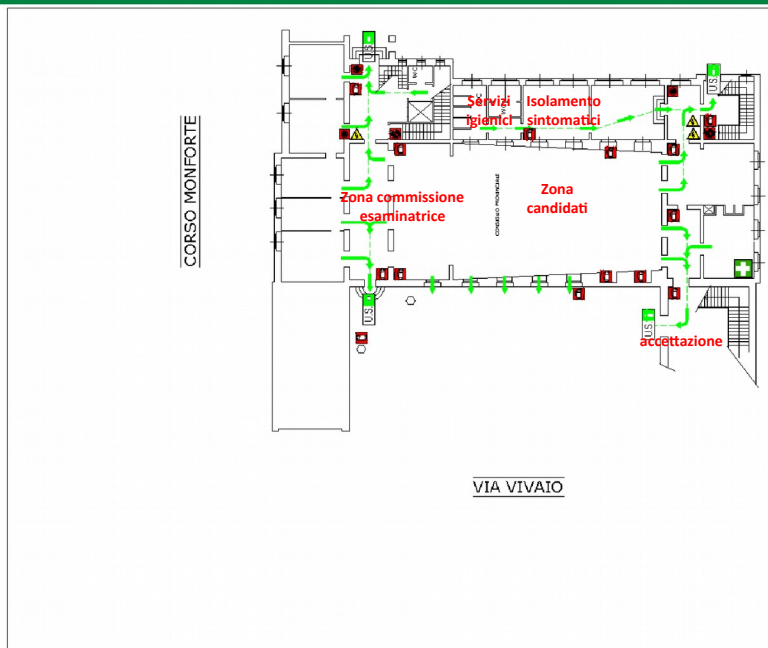 U.S.
W.C.
U.S.
Servizi
igienici
Isolamento
sintomatici
CORSO MONFORTE
Zona commissione
esaminatrice
Zona
candidati
U.S.
U.S.
accettazione
VIA VIVAIO